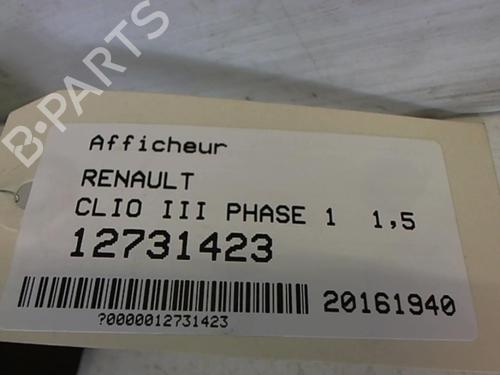 B-PARTS
Afficheur
RENAULT
CLIO III PHASE 1 1,5
12731423
20161940
?0000012731423